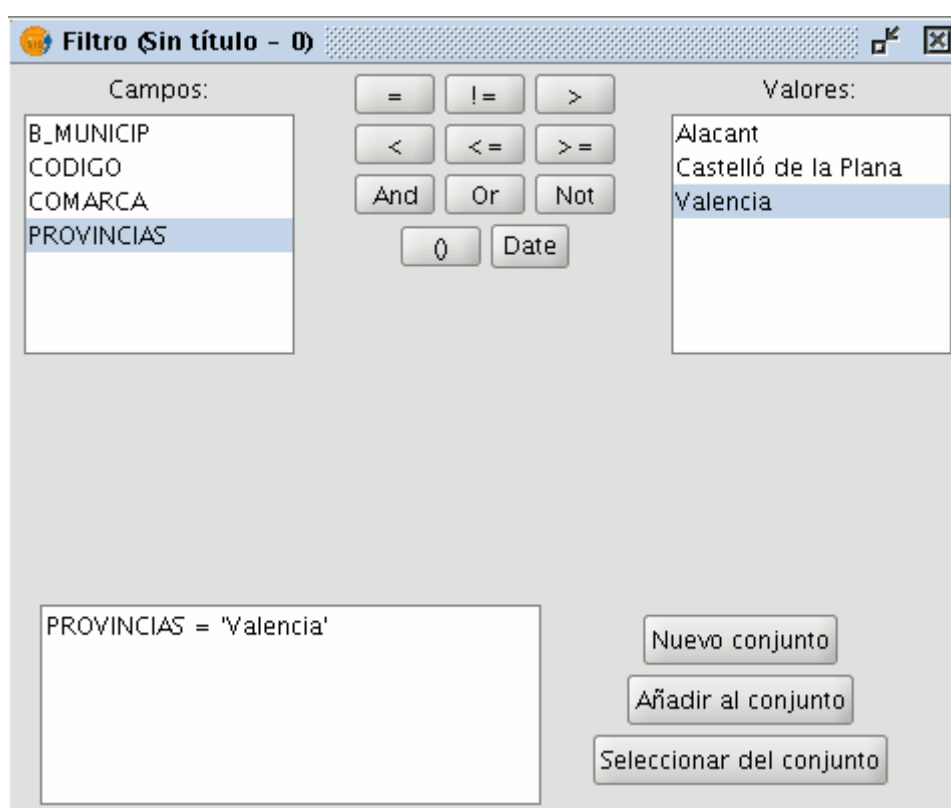 Filtro (Sin título - 0)
Campos:
B_MUNICIP
CODIGO
COMARCA
PROVINCIAS
= != >
< <= >=
And Or Not
() Date
Valores:
Alacant
Castelló de la Plana
Valencia
PROVINCIAS = 'Valencia'
Nuevo conjunto
Añadir al conjunto
Seleccionar del conjunto